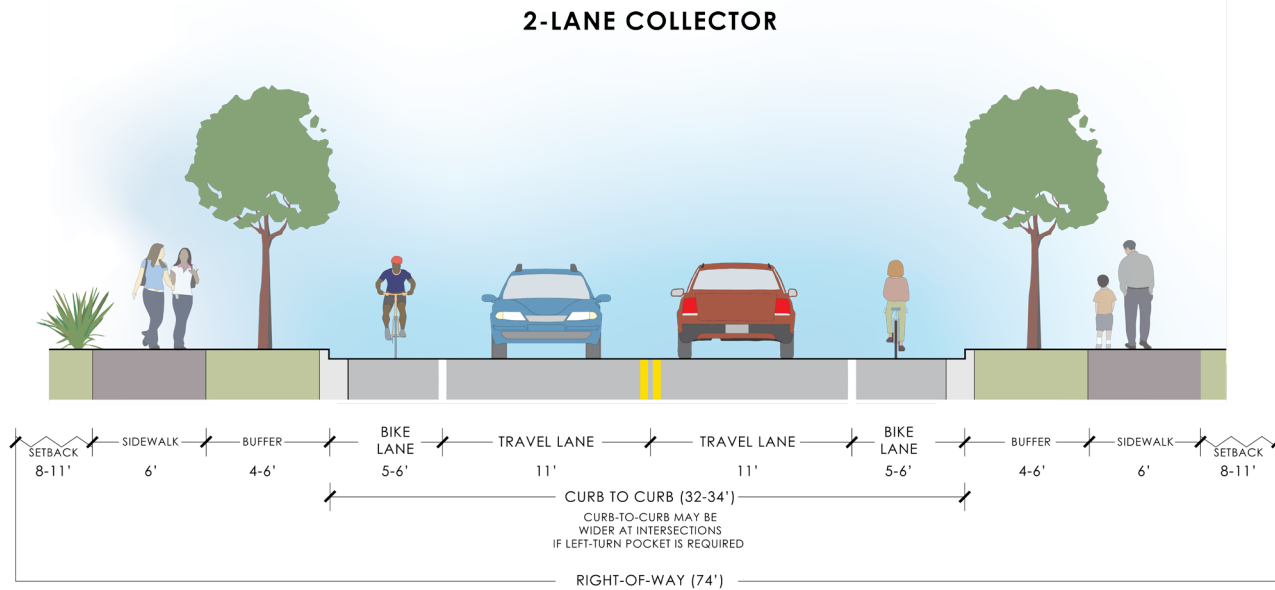 2-LANE COLLECTOR
SETBACK
8-11’
SIDEWALK
6’
BUFFER
4-6’
BIKE
LANE
5-6’
TRAVEL LANE
11’
TRAVEL LANE
11’
BIKE
LANE
5-6’
BUFFER
4-6’
SIDEWALK
6’
SETBACK
8-11’
CURB TO CURB (32-34’)
CURB-TO-CURB MAY BE
WIDER AT INTERSECTIONS
IF LEFT-TURN POCKET IS REQUIRED
RIGHT-OF-WAY (74’)